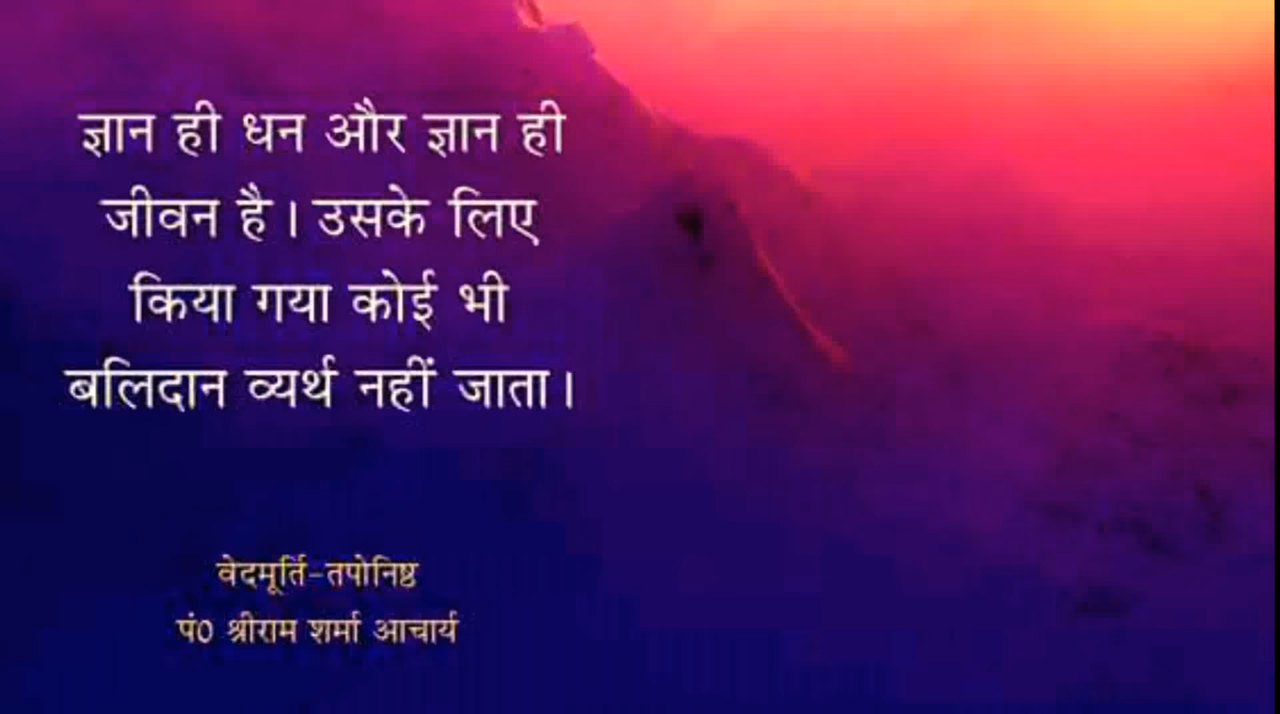 ज्ञान ही धन और ज्ञान ही
जीवन है। उसके लिए
किया गया कोई भी
बलिदान व्यर्थ नहीं जाता।
वेदमूर्ति-तपोनिष्ठ
पं0 श्रीराम शर्मा आचार्य